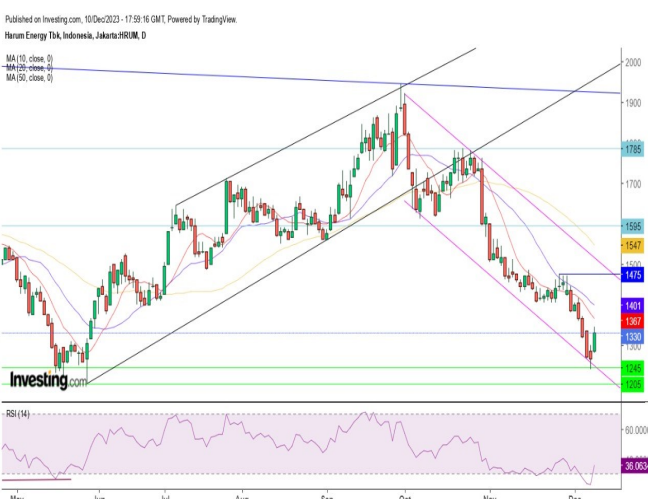 Published on Investing.com, 10/Dec/2023 - 17:59:16 GMT, Powered by TradingView.
Harum Energy Tbk, Indonesia, Jakarta:HRUM, D
MA (10, close, 0)
MA (20, close, 0)
MA (50, close, 0)
2000
1900
1785
1700
1595
1547
1500
1475
1401
1367
1330
1300
1245
1205
Investing.com
RSI (14)
60.0000
36.0634
May
Jun
Jul
Aug
Sep
Oct
Nov
Dec